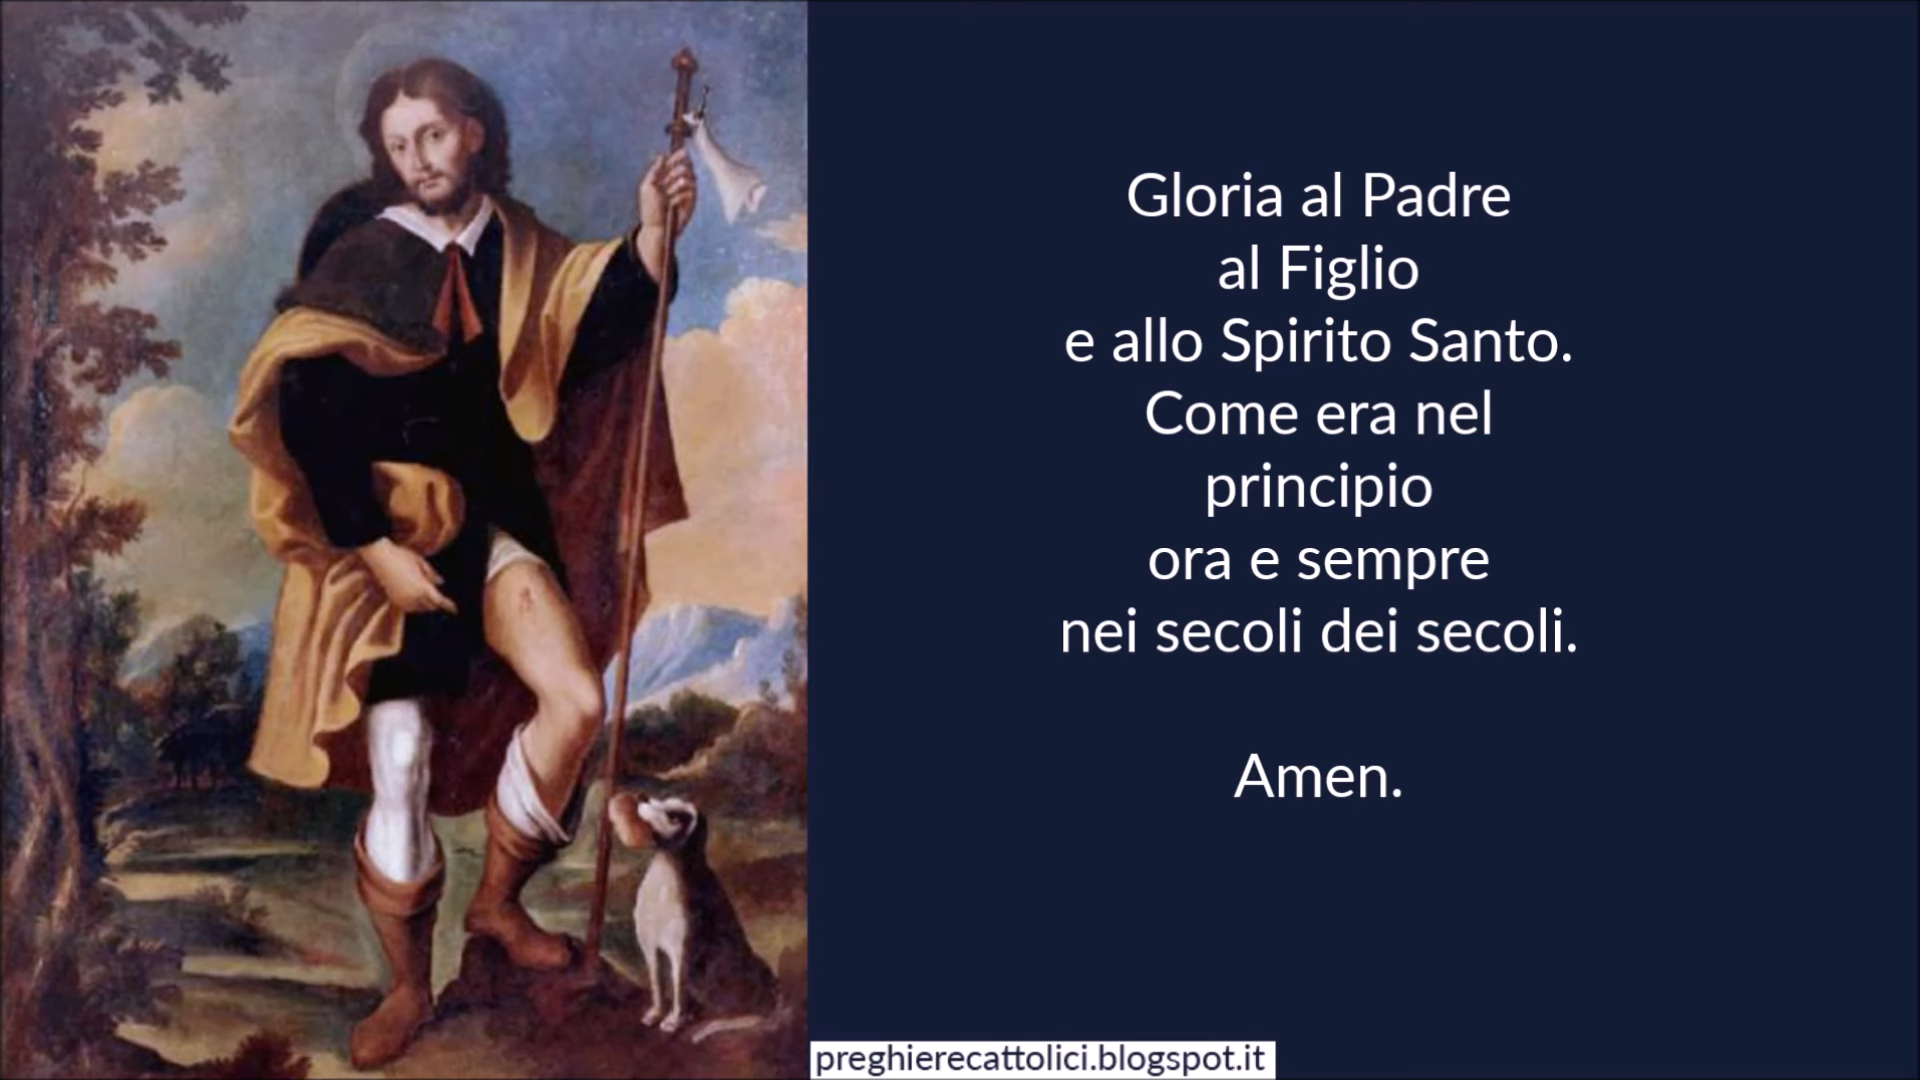 Gloria al Padre
al Figlio
e allo Spirito Santo.
Come era nel
principio
ora e sempre
nei secoli dei secoli.
Amen.
preghierecattolici.blogspot.it